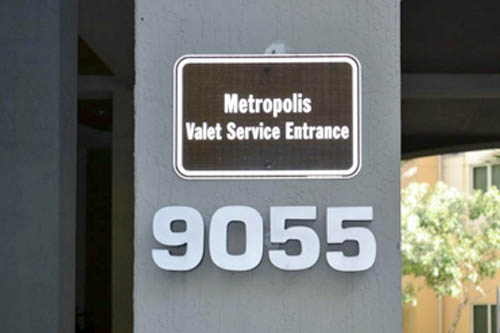 Metropolis
Valet Service Entrance
9055